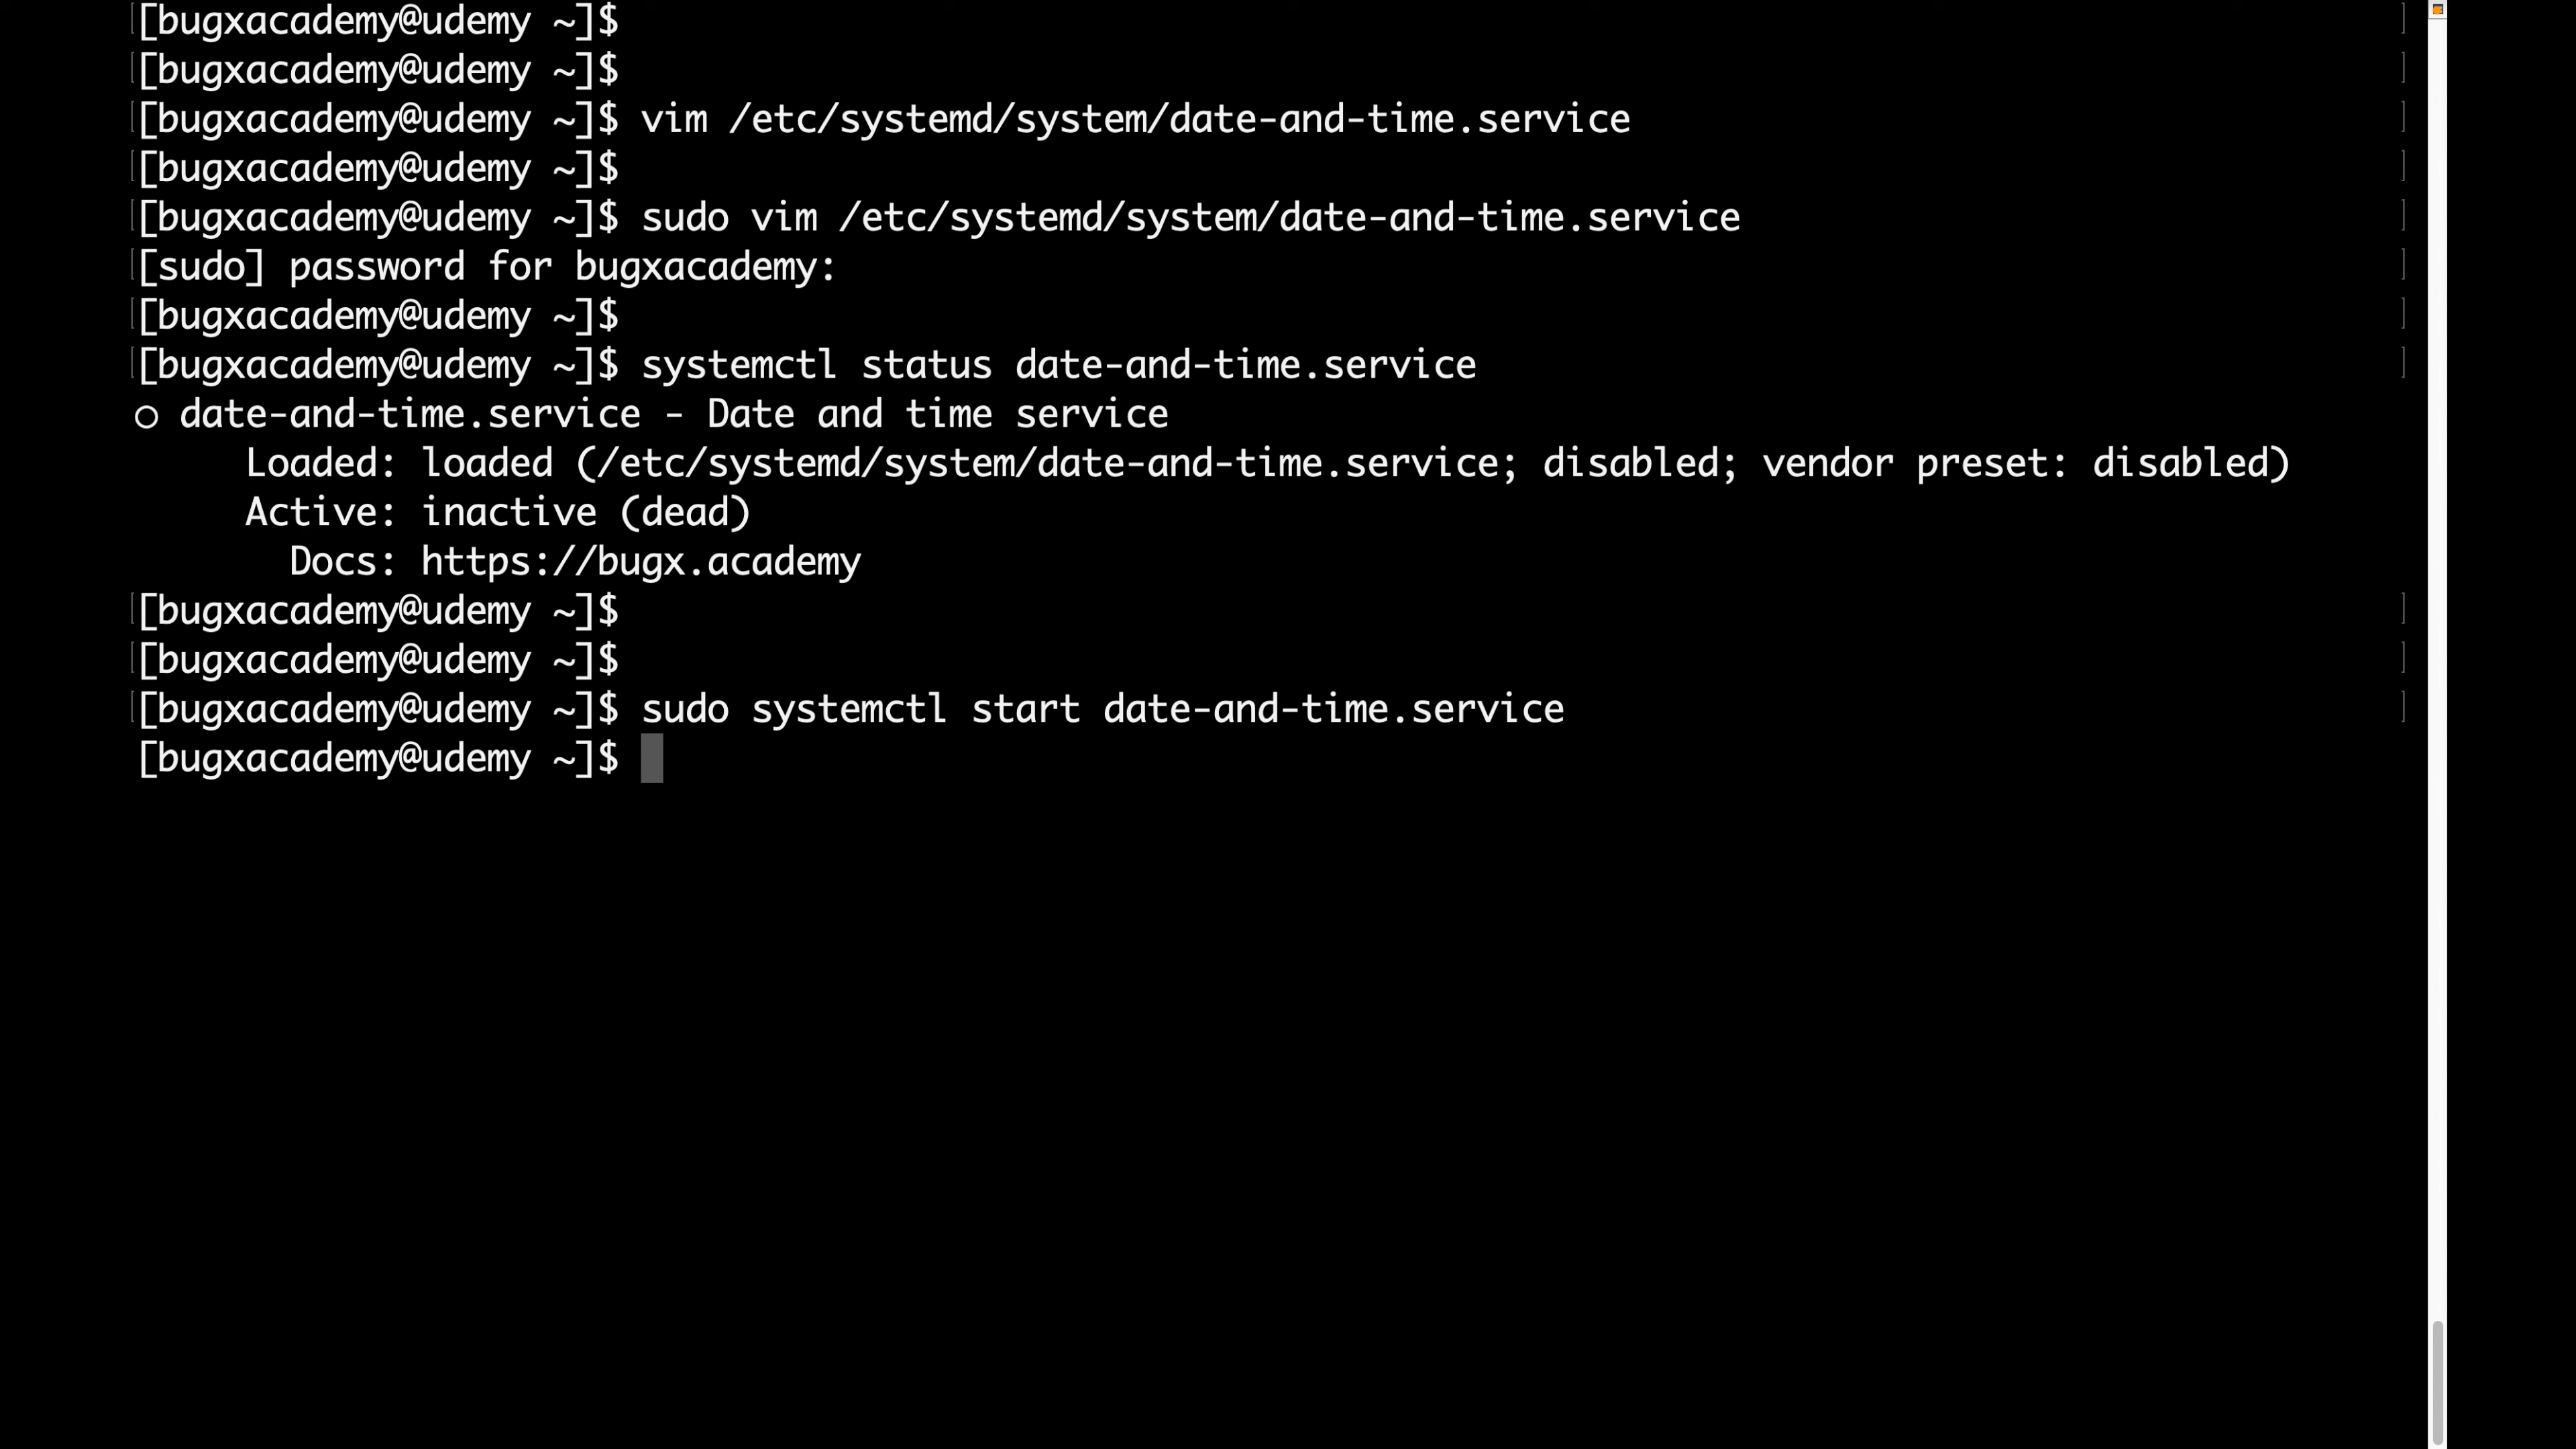 [bugxacademy@udemy ~]$
[bugxacademy@udemy ~]$
[bugxacademy@udemy ~]$ vim /etc/systemd/system/date-and-time.service
[bugxacademy@udemy ~]$
[bugxacademy@udemy ~]$ sudo vim /etc/systemd/system/date-and-time.service
[sudo] password for bugxacademy:
[bugxacademy@udemy ~]$
[bugxacademy@udemy ~]$ systemctl status date-and-time.service
○ date-and-time.service - Date and time service
Loaded: loaded (/etc/systemd/system/date-and-time.service; disabled; vendor preset: disabled)
Active: inactive (dead)
Docs: https://bugx.academy
[bugxacademy@udemy ~]$
[bugxacademy@udemy ~]$
[bugxacademy@udemy ~]$ sudo systemctl start date-and-time.service
[bugxacademy@udemy ~]$